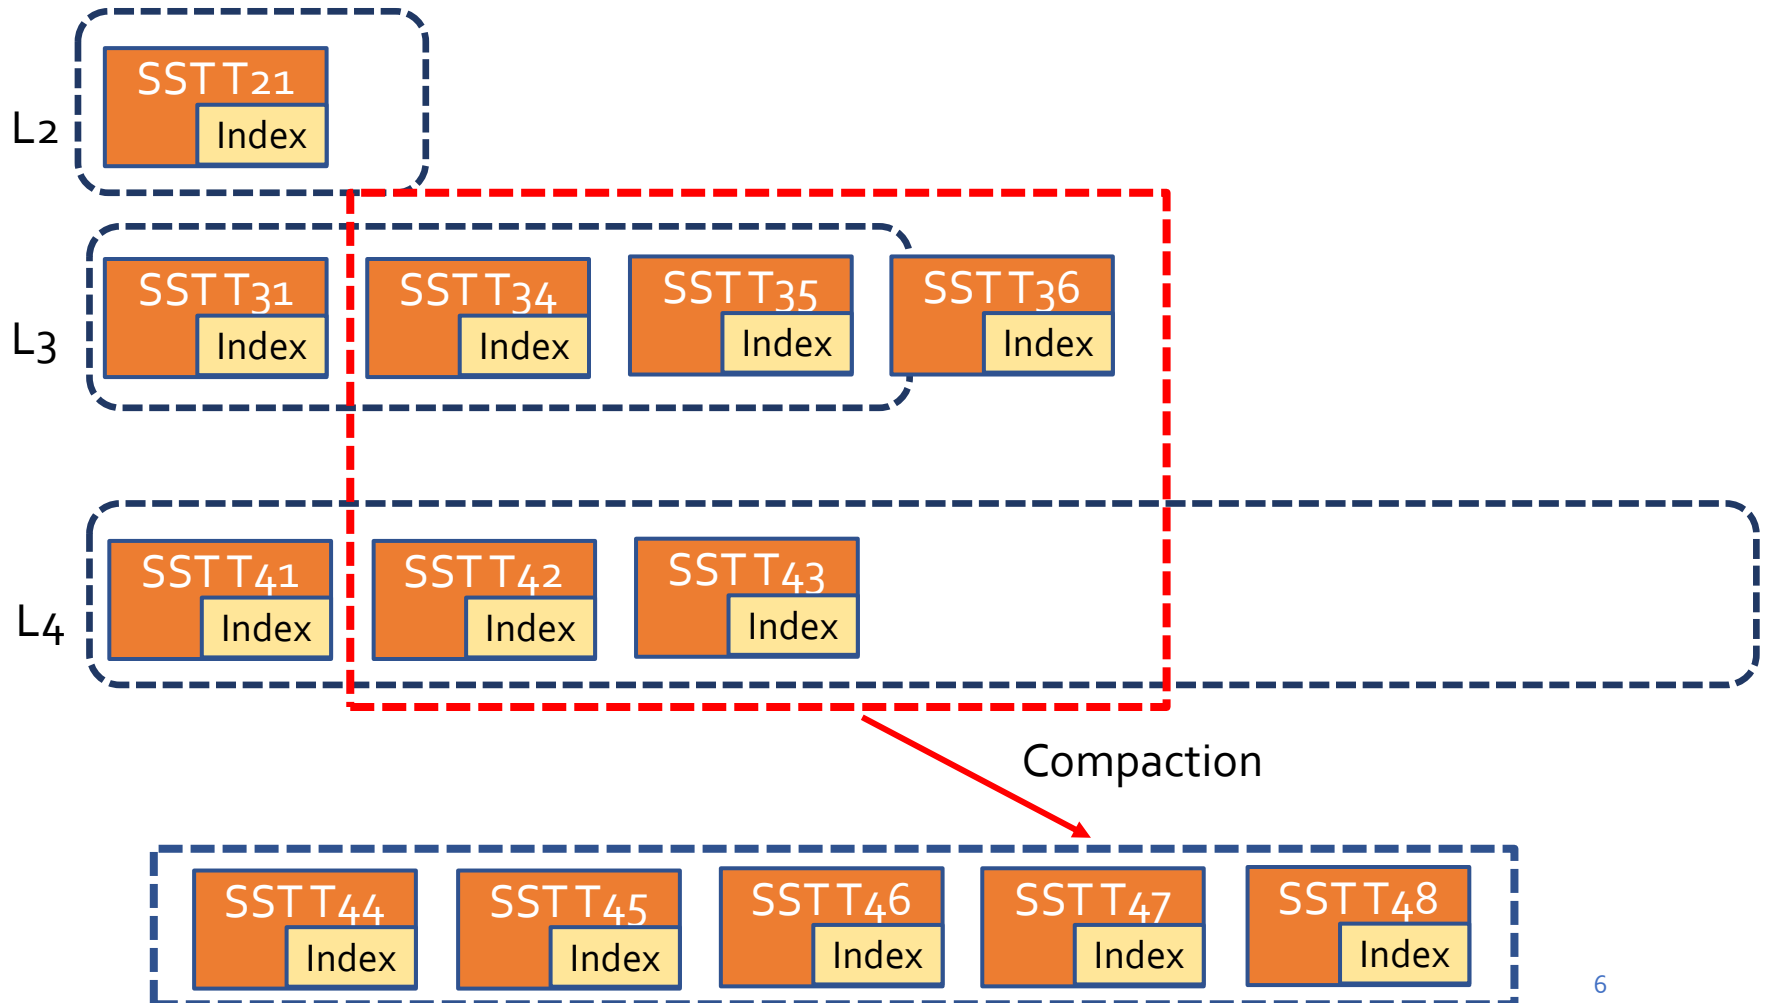 SST T21
Index
L2
SST T31
Index
SST T34
Index
SST T35
Index
SST T36
Index
L3
SST T41
Index
SST T42
Index
SST T43
Index
L4
Compaction
SST T44
Index
SST T45
Index
SST T46
Index
SST T47
Index
SST T48
Index
6